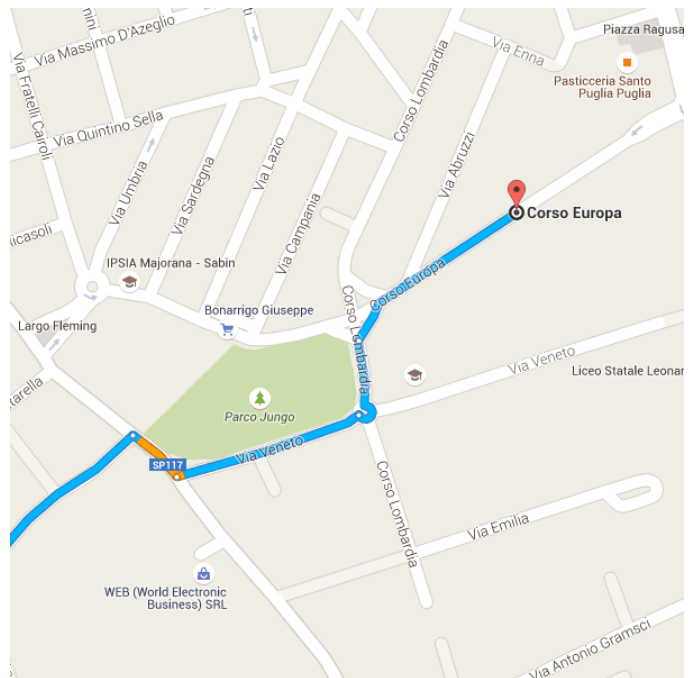 Via Massimo D'Azeglio
Piazza Ragusa
Via Enna
Pasticceria Santo
Puglia Puglia
Via Fratelli Cairoli
Corso Lombardia
Via Quintino Sella
Via Umbria
Via Sardegna
Via Lazio
Via Abruzzi
Via Campania
Corso Europa
IPSIA Majorana - Sabin
Corso Europa
Bonarrigo Giuseppe
Largo Fleming
Corso Lombardia
Via Veneto
Liceo Statale Leonar
Parco Jungo
Via Veneto
SP117
Corso Lombardia
Via Emilia
WEB (World Electronic
Business) SRL
Via Antonio Gramsci